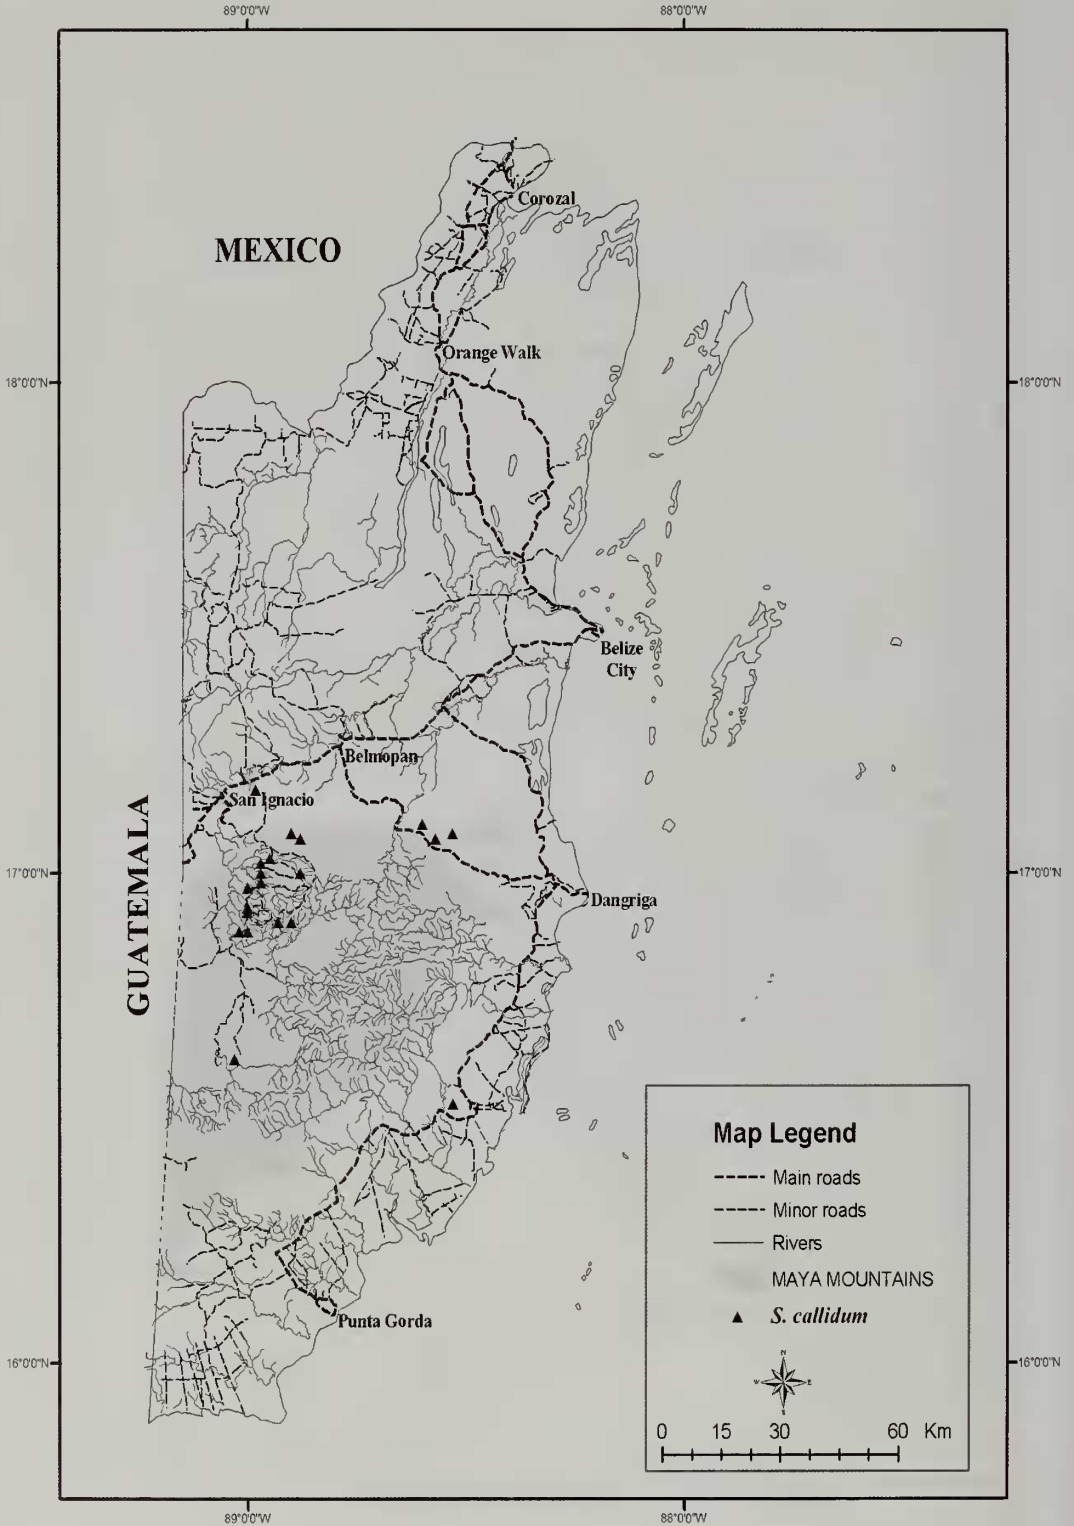 89°0'0"W
88°0'0"W
Corozal
MEXICO
Orange Walk
18°0'0"N
18°0'0"N
Belize
City
Belmopan
San Ignacio
GUATEMALA
17°0'0"N
17°0'0"N
Dangriga
Map Legend
Main roads
Minor roads
Rivers
MAYA MOUNTAINS
S. callidum
Punta Gorda
16°0'0"N
16°0'0"N
N
W
E
S
0 15 30 60 Km
89°0'0"W
88°0'0"W